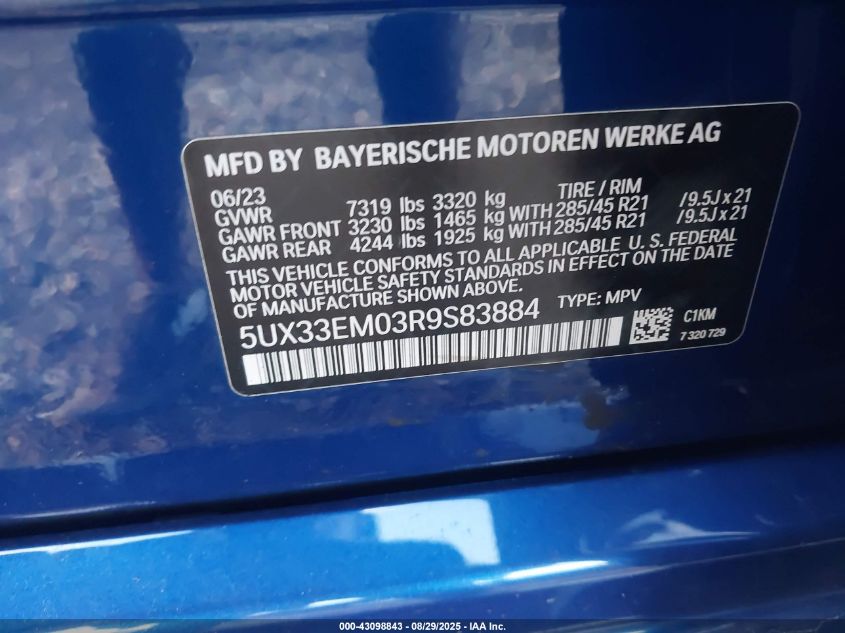 MFD BY BAYERISCHE MOTOREN WERKE AG
06/23 TIRE / RIM
GVWR 7319 lbs 3320 kg
GAWR FRONT 3230 lbs 1465 kg WITH 285/45 R21 /9.5J x 21
GAWR REAR 4244 lbs 1925 kg WITH 285/45 R21 /9.5J x 21
THIS VEHICLE CONFORMS TO ALL APPLICABLE U. S. FEDERAL
MOTOR VEHICLE SAFETY STANDARDS IN EFFECT ON THE DATE
OF MANUFACTURE SHOWN ABOVE.
5UX33EM03R9S83884 TYPE: MPV
C1KM
7 320 729
000-43098843 - 08/29/2025 - IAA Inc.